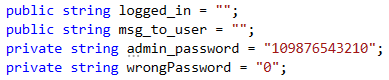 public string logged_in = "";
public string msg_to_user = "";
private string admin_password = "109876543210";
private string wrongPassword = "0";